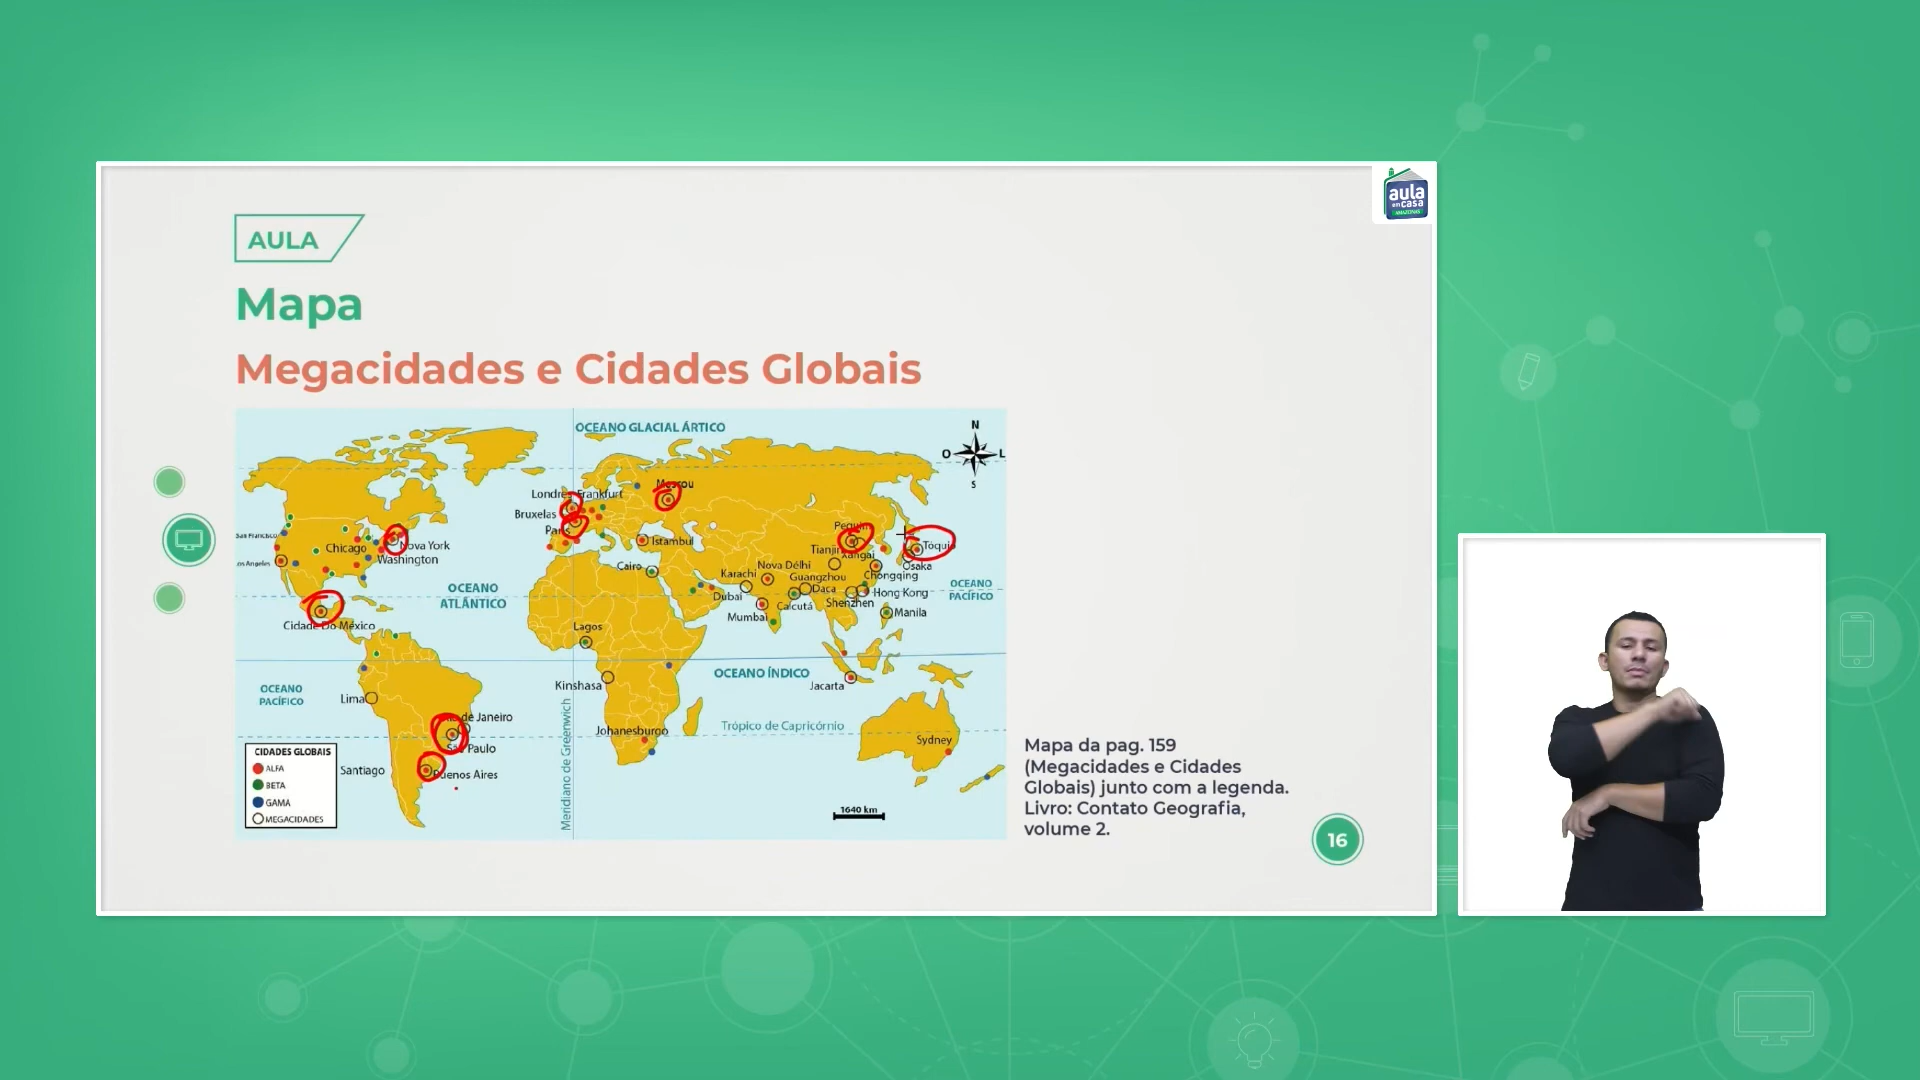 aula
em casa
AMAZONAS
AULA
Mapa
Megacidades e Cidades Globais
OCEANO GLACIAL ÁRTICO
N
O
L
S
Moscou
Londres
Frankfurt
Bruxelas
Paris
Istambul
Pequim
Tianjin
Xangai
Tóquio
Osaka
San Francisco
Chicago
Nova York
Washington
Los Angeles
Cairo
Karachi
Nova Délhi
Guangzhou
Chongqing
Daca
Dubai
Calcutá
Shenzhen
Hong Kong
Mumbai
Manila
OCEANO
ATLÂNTICO
OCEANO
PACÍFICO
Cidade Do México
Lagos
Kinshasa
OCEANO ÍNDICO
Jacarta
OCEANO
PACÍFICO
Lima
Rio de Janeiro
São Paulo
Johanesburgo
Trópico de Capricórnio
Sydney
Meridiano de Greenwich
Santiago
Buenos Aires
CIDADES GLOBAIS
ALFA
BETA
GAMA
MEGACIDADES
1640 km
Mapa da pag. 159
(Megacidades e Cidades
Globais) junto com a legenda.
Livro: Contato Geografia,
volume 2.
16